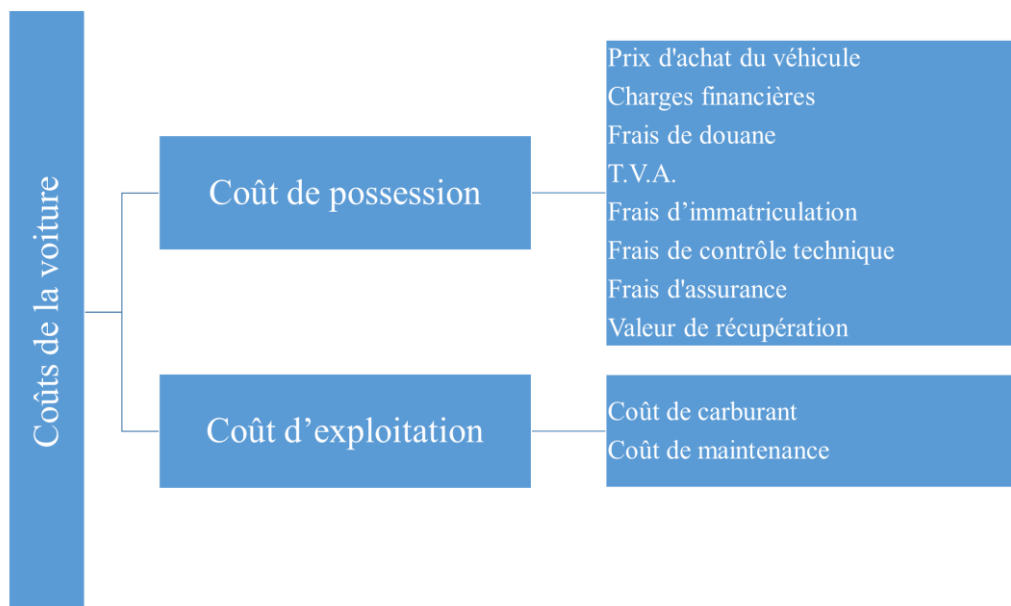 Coûts de la voiture
Coût de possession
Prix d'achat du véhicule
Charges financières
Frais de douane
T.V.A.
Frais d’immatriculation
Frais de contrôle technique
Frais d'assurance
Valeur de récupération
Coût d’exploitation
Coût de carburant
Coût de maintenance